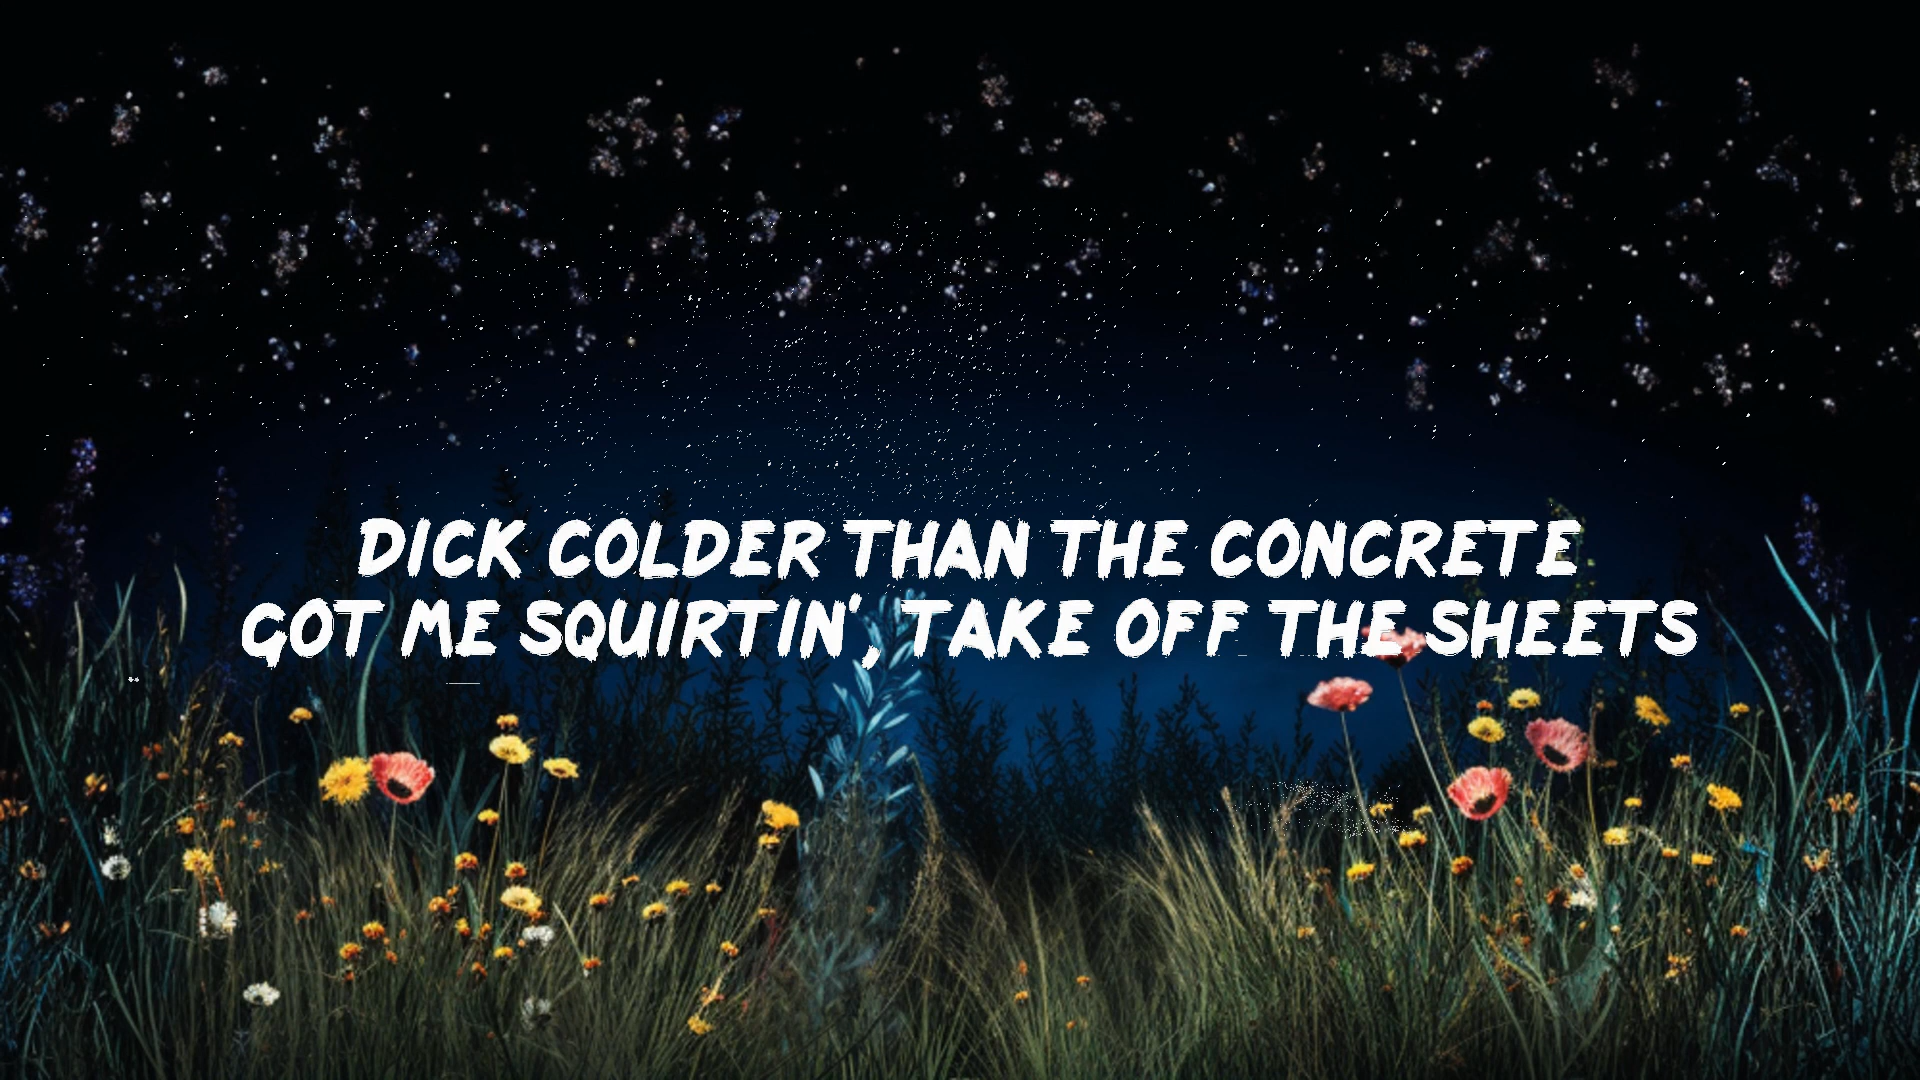 DICK COLDER THAN THE CONCRETE
GOT ME SQUIRTIN', TAKE OFF THE SHEETS